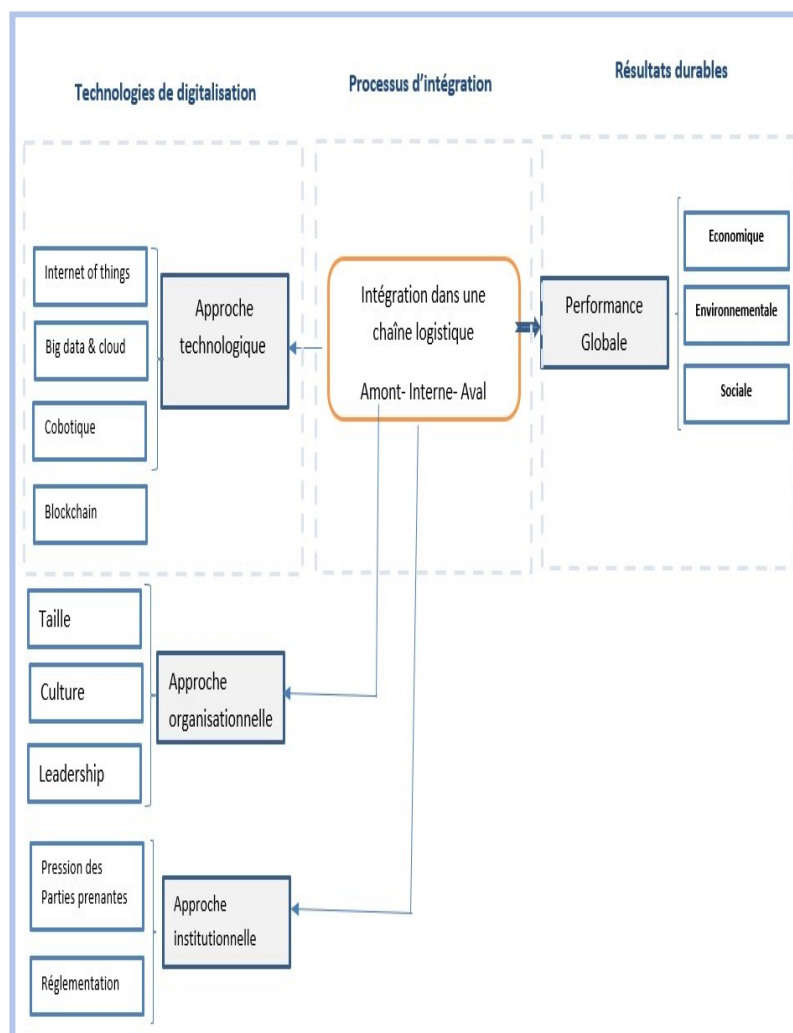 Technologies de digitalisation
Processus d'intégration
Résultats durables
Internet of things
Big data & cloud
Cobotique
Blockchain
Approche
technologique
Intégration dans une
chaîne logistique
Amont- Interne- Aval
Performance
Globale
Economique
Environnementale
Sociale
Taille
Culture
Leadership
Approche
organisationnelle
Pression des
Parties prenantes
Réglementation
Approche
institutionnelle